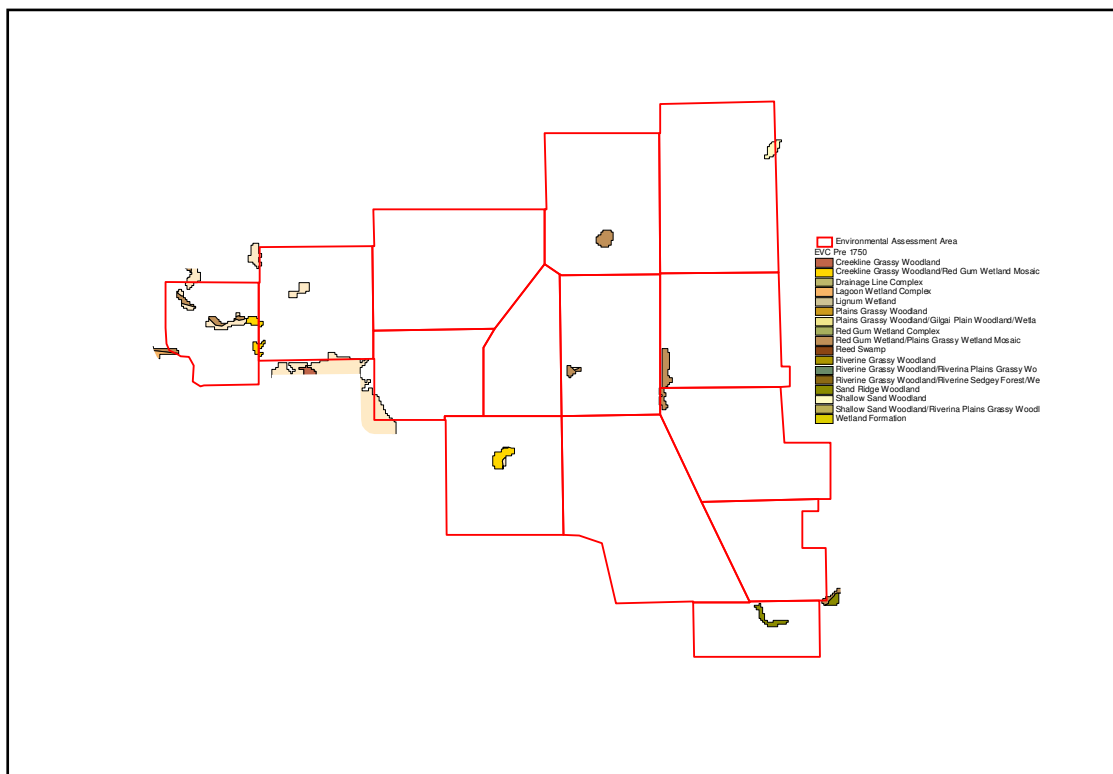 Environmental Assessment Area
EVC Pre 1750
Creekline Grassy Woodland
Creekline Grassy Woodland/Red Gum Wetland Mosaic
Drainage Line Complex
Lagoon Wetland Complex
Lignum Wetland
Plains Grassy Woodland
Plains Grassy Woodland/Gilgai Plain Woodland/Wetla
Red Gum Wetland Complex
Red Gum Wetland/Plains Grassy Wetland Mosaic
Reed Swamp
Riverine Grassy Woodland
Riverine Grassy Woodland/Riverina Plains Grassy Wo
Riverine Grassy Woodland/Riverine Sedgey Forest/We
Sand Ridge Woodland
Shallow Sand Woodland
Shallow Sand Woodland/Riverina Plains Grassy Woodl
Wetland Formation